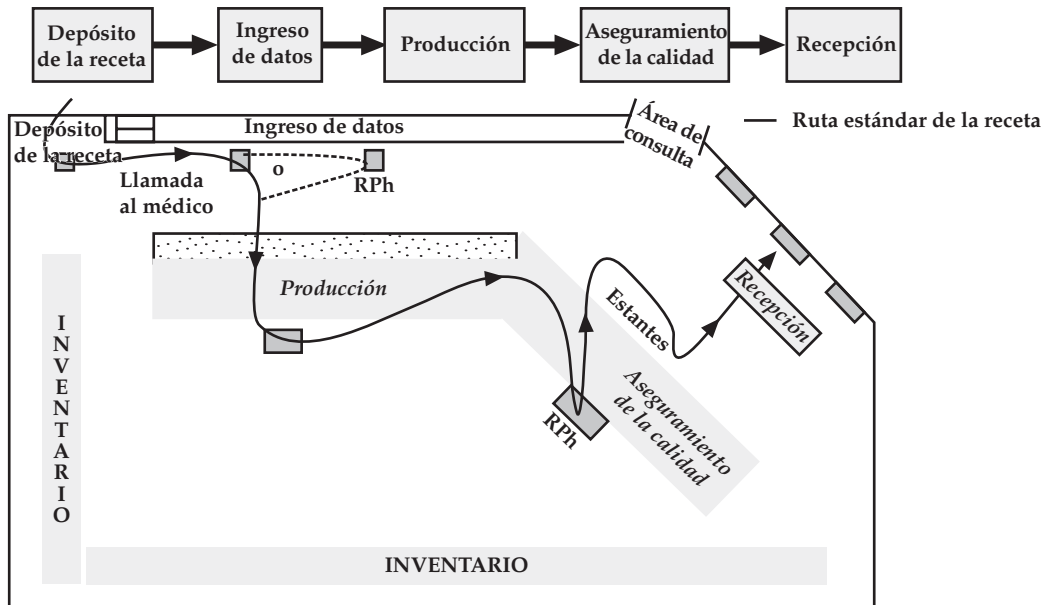 Depósito
de la receta
Ingreso
de datos
Producción
Aseguramiento
de la calidad
Recepción
Depósito
de la receta
Ingreso de datos
Área de
consulta
Ruta estándar de la receta
Llamada
al médico
o
RPh
Producción
Estantes
Recepción
INVENTARIO
RPh
Aseguramiento
de la calidad
INVENTARIO